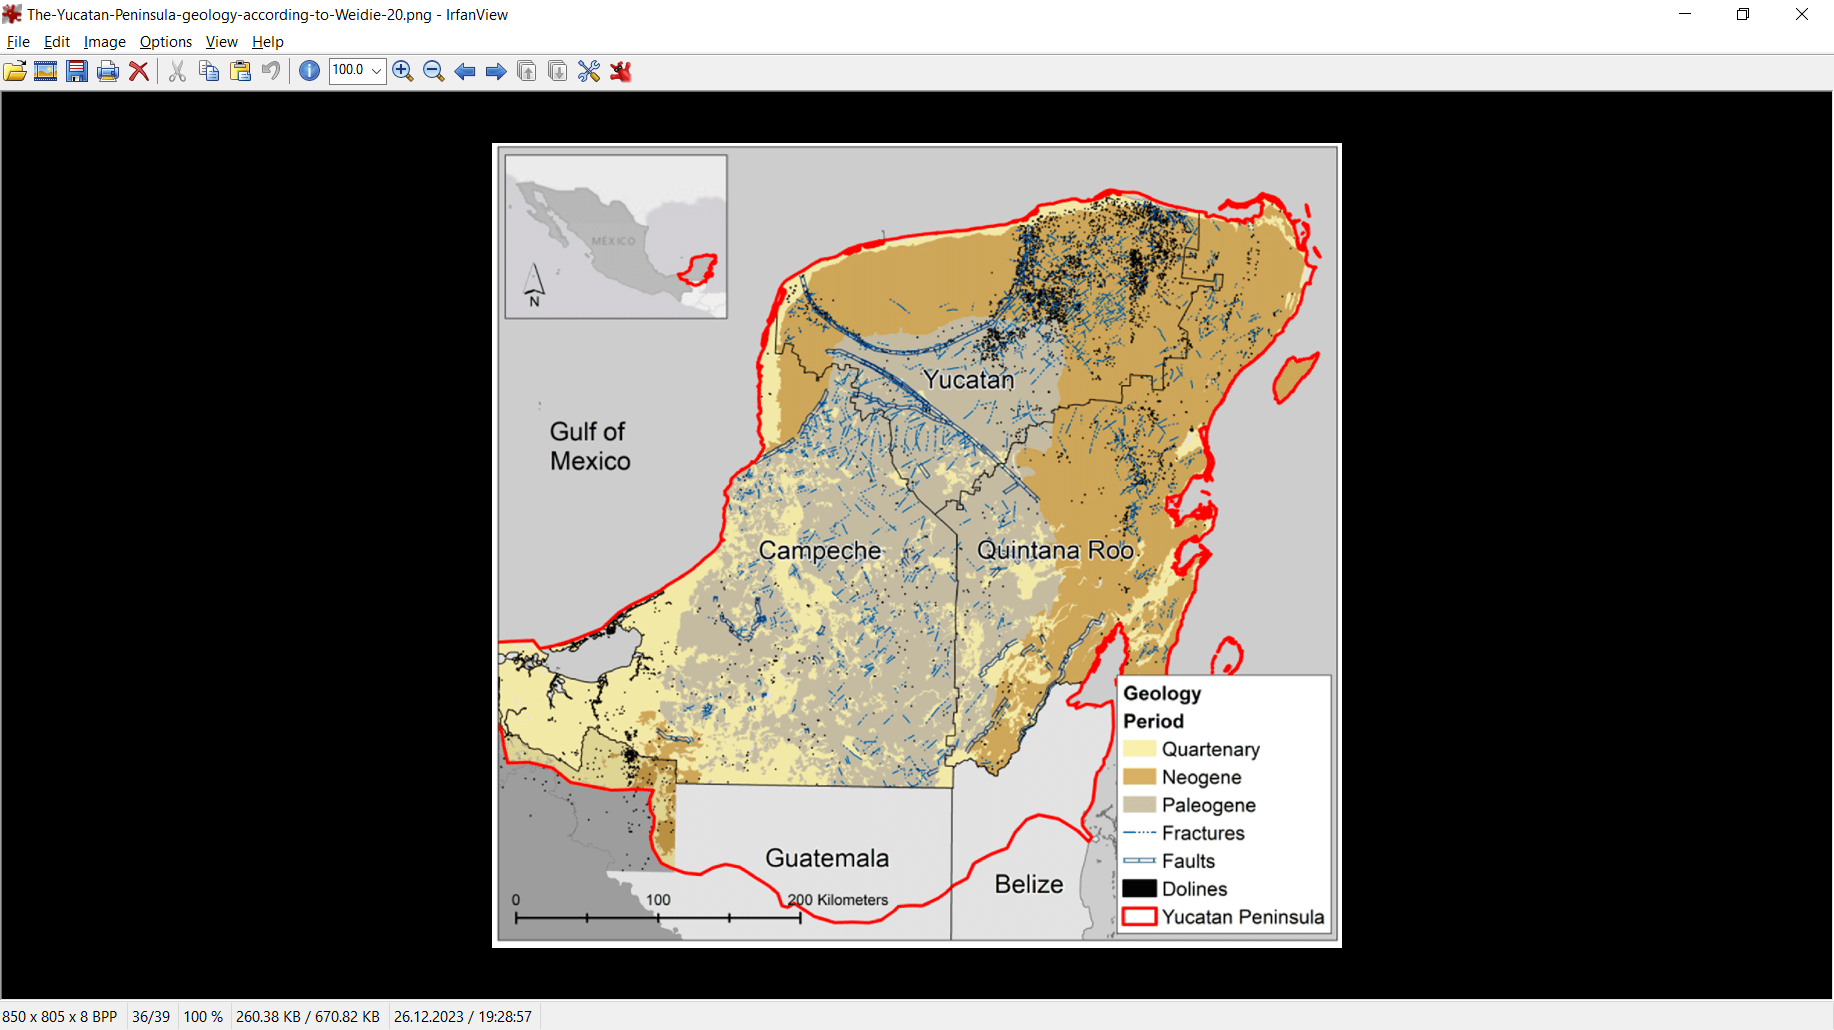 The-Yucatan-Peninsula-geology-according-to-Weidie-20.png - IrfanView
File Edit Image Options View Help
100.0
MÉXICO
N
Yucatan
Gulf of
Mexico
Campeche
Quintana Roo
Geology
Period
Quartenary
Neogene
Paleogene
Fractures
Faults
Dolines
Yucatan Peninsula
Guatemala
Belize
0 100 200 Kilometers
850 x 805 x 8 BPP 36/39 100 % 260.38 KB / 670.82 KB 26.12.2023 / 19:28:57